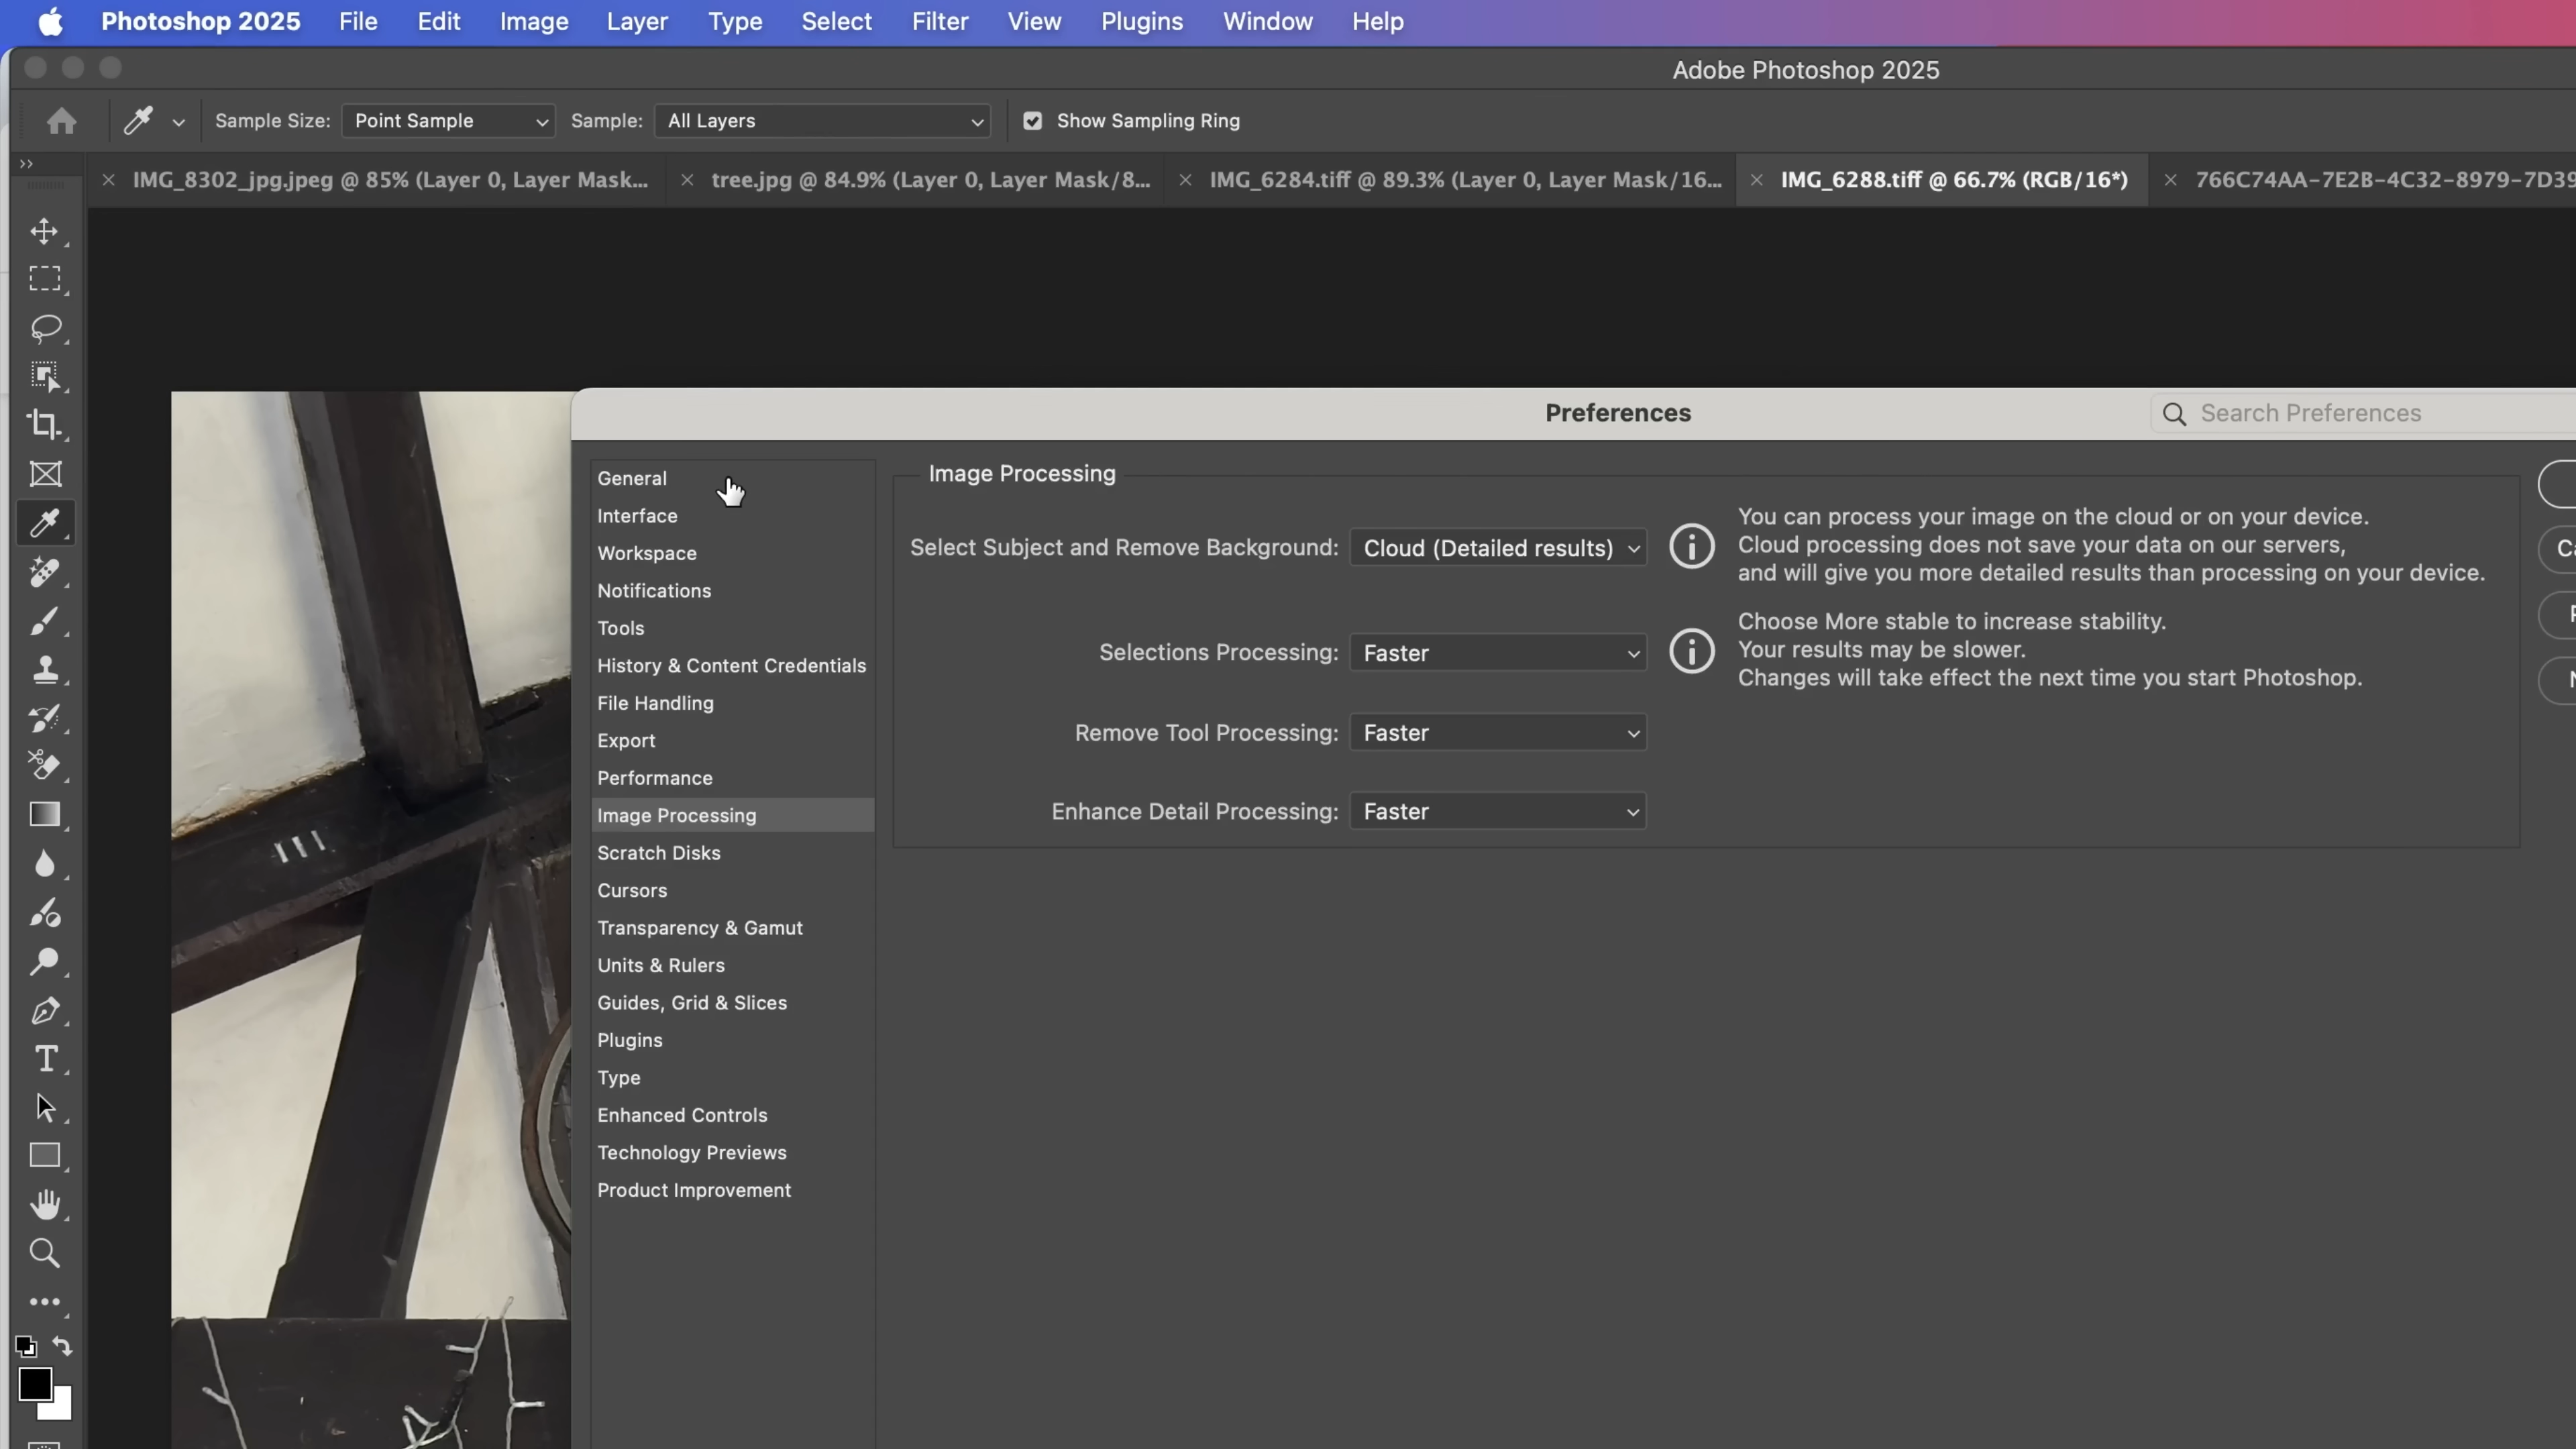 Photoshop 2025 File Edit Image Layer Type Select Filter View Plugins Window Help
Adobe Photoshop 2025
Sample Size: Point Sample Sample: All Layers Show Sampling Ring
IMG_8302_jpg.jpeg @ 85% (Layer 0, Layer Mask... tree.jpg @ 84.9% (Layer 0, Layer Mask/8... IMG_6284.tiff @ 89.3% (Layer 0, Layer Mask/16... IMG_6288.tiff @ 66.7% (RGB/16*) 766C74AA-7E2B-4C32-8979-7D39
Preferences
Search Preferences
General
Interface
Workspace
Notifications
Tools
History & Content Credentials
File Handling
Export
Performance
Image Processing
Scratch Disks
Cursors
Transparency & Gamut
Units & Rulers
Guides, Grid & Slices
Plugins
Type
Enhanced Controls
Technology Previews
Product Improvement
Image Processing
Select Subject and Remove Background: Cloud (Detailed results)
You can process your image on the cloud or on your device.
Cloud processing does not save your data on our servers,
and will give you more detailed results than processing on your device.
Selections Processing: Faster
Choose More stable to increase stability.
Your results may be slower.
Changes will take effect the next time you start Photoshop.
Remove Tool Processing: Faster
Enhance Detail Processing: Faster